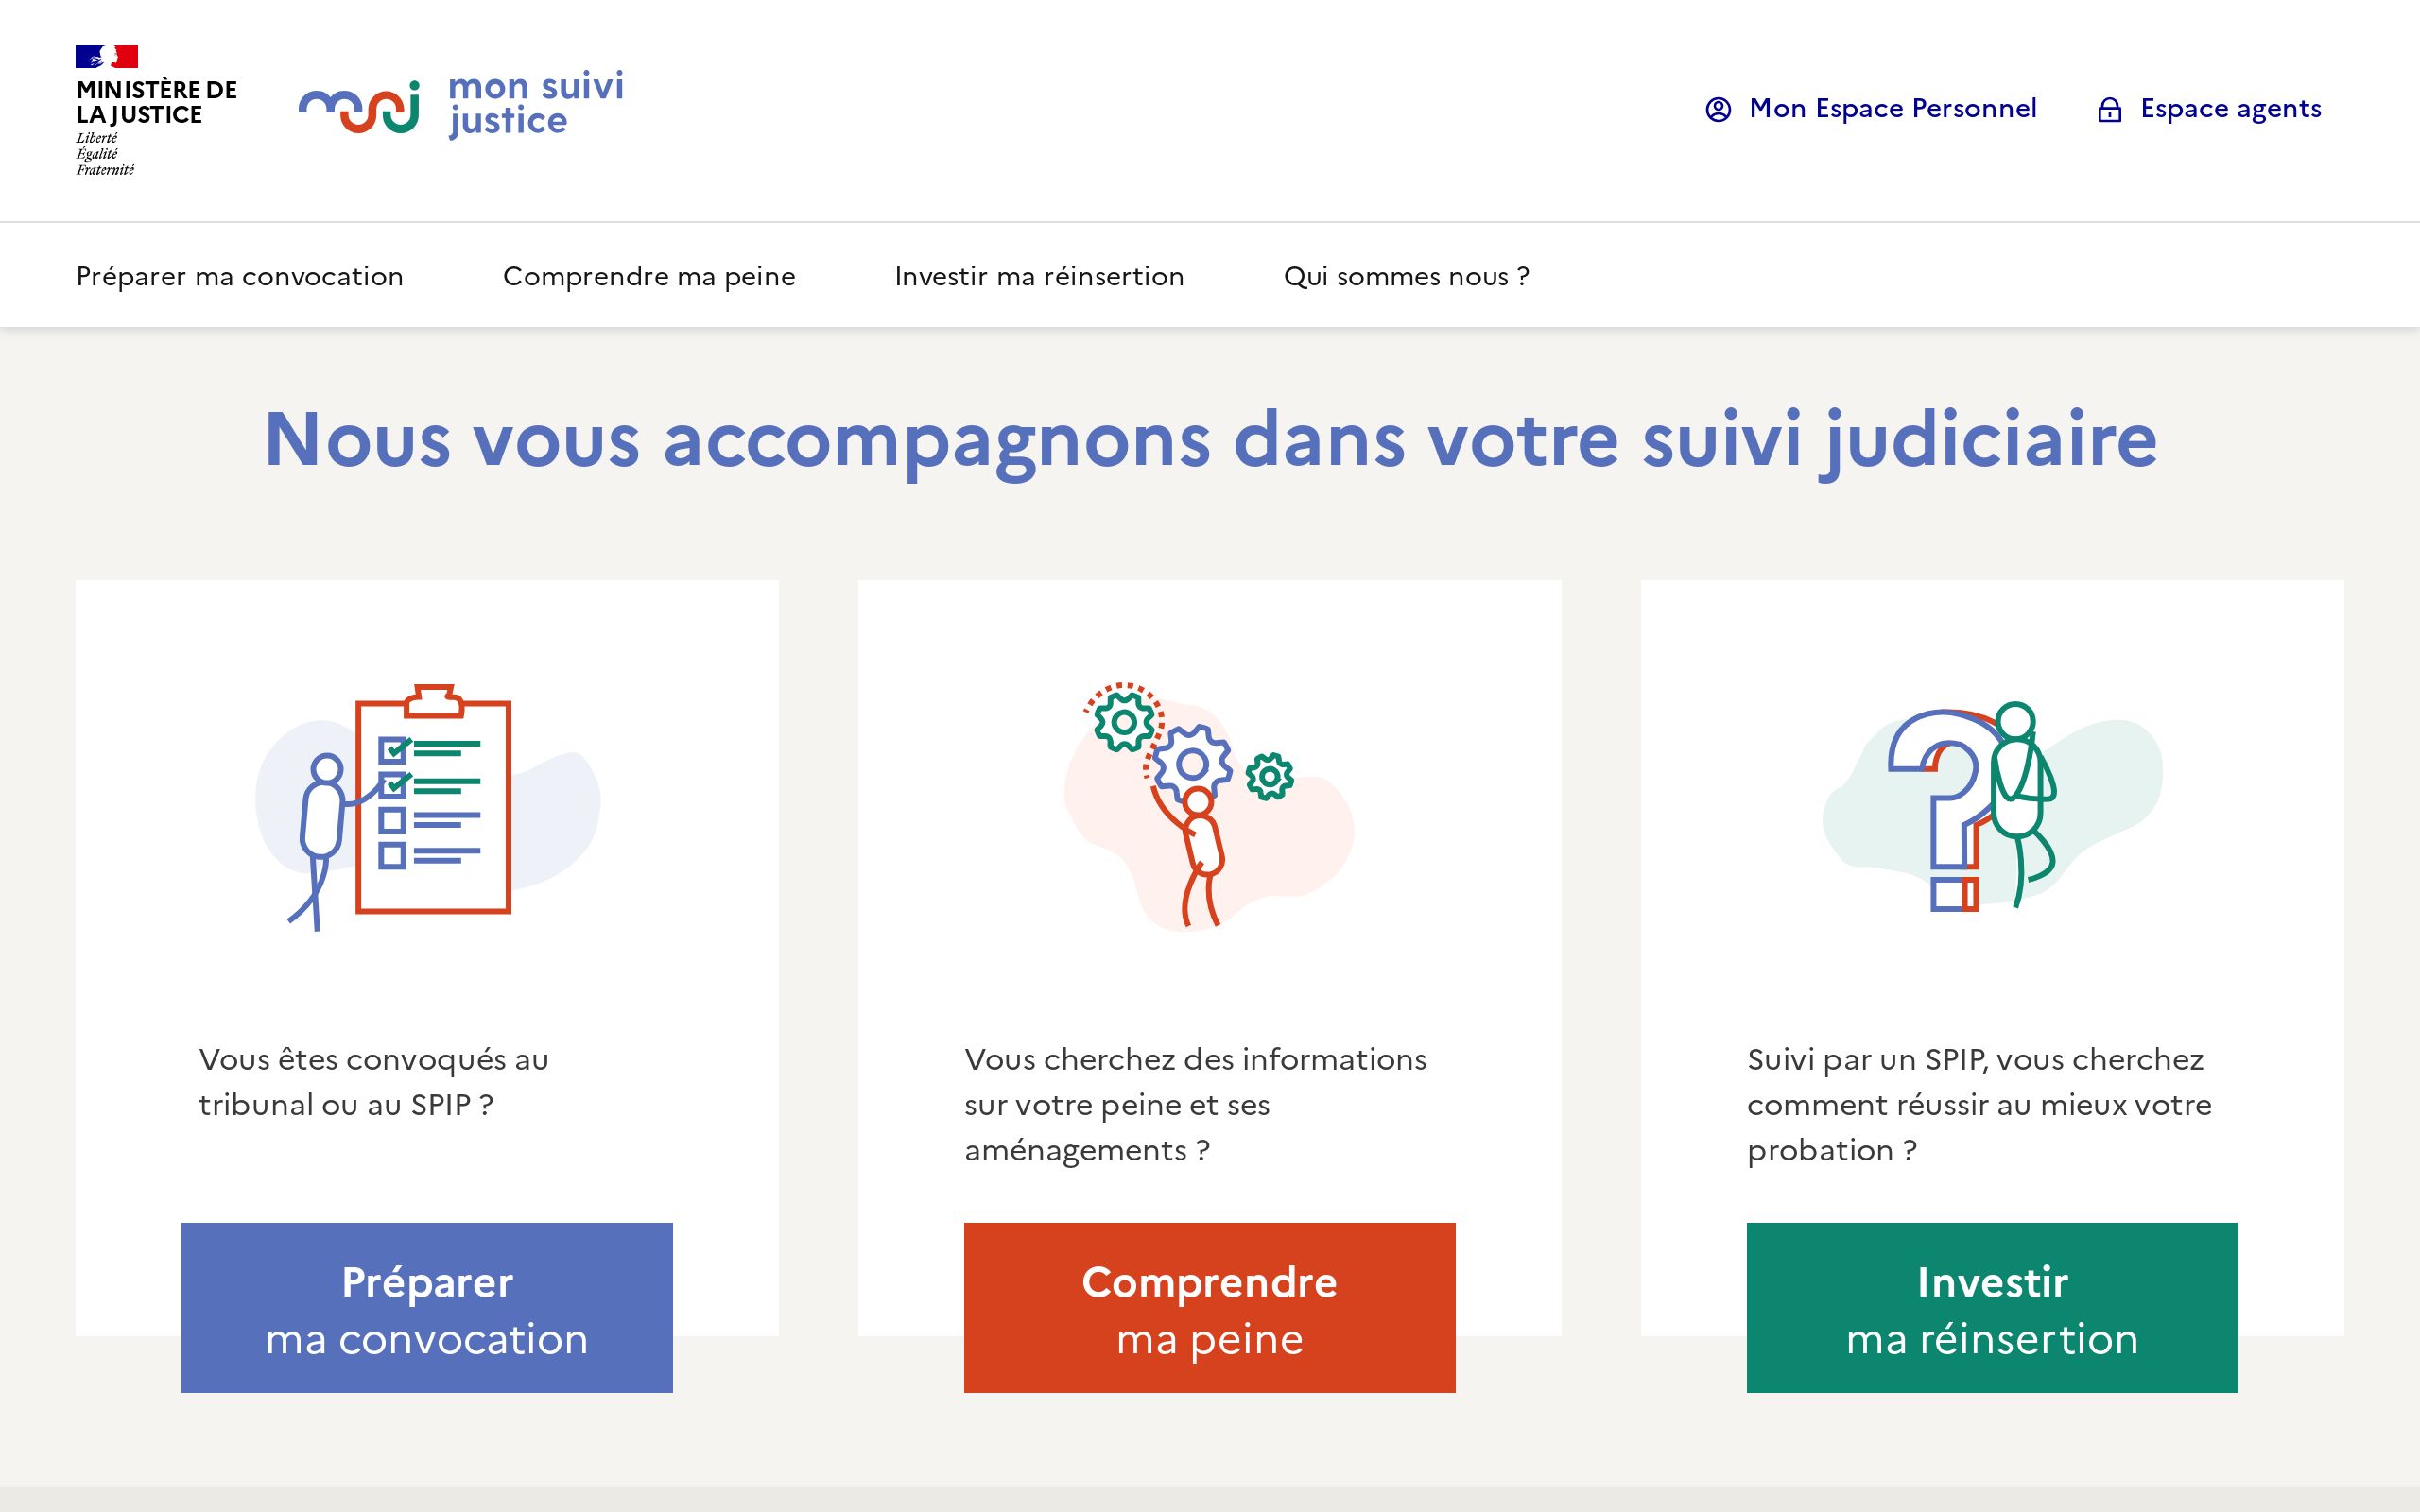 MINISTÈRE DE
LA JUSTICE
Liberté
Égalité
Fraternité
mon suivi
justice
Mon Espace Personnel
Espace agents
Préparer ma convocation
Comprendre ma peine
Investir ma réinsertion
Qui sommes nous ?
Nous vous accompagnons dans votre suivi judiciaire
Vous êtes convoqués au
tribunal ou au SPIP ?
Préparer
ma convocation
Vous cherchez des informations
sur votre peine et ses
aménagements ?
Comprendre
ma peine
Suivi par un SPIP, vous cherchez
comment réussir au mieux votre
probation ?
Investir
ma réinsertion